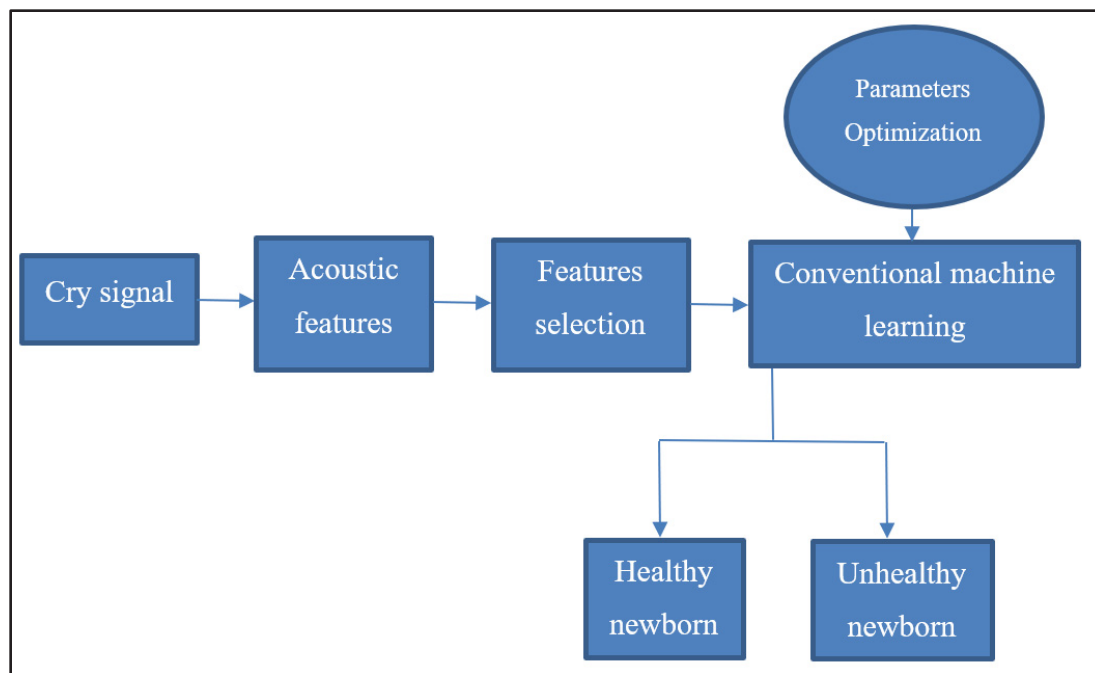 Parameters
Optimization
Cry signal
Acoustic
features
Features
selection
Conventional machine
learning
Healthy
newborn
Unhealthy
newborn